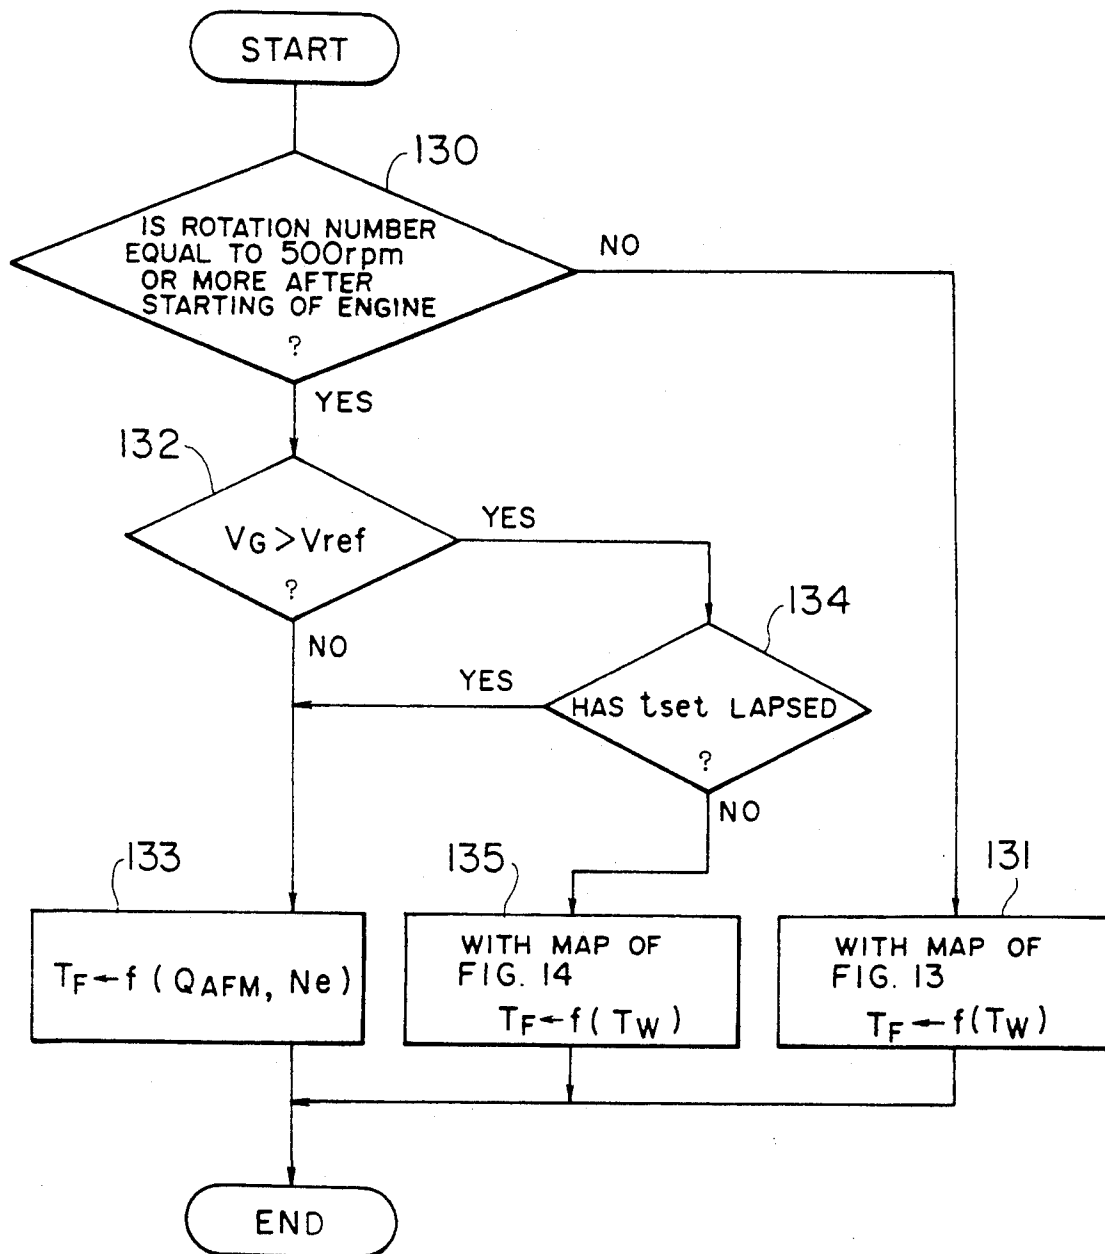 START
130
IS ROTATION NUMBER
EQUAL TO 500rpm
OR MORE AFTER
STARTING OF ENGINE
?
NO
YES
132
VG>Vref
?
YES
NO
134
HAS tset LAPSED
?
YES
NO
133
TF←f(QAFM, Ne)
135
WITH MAP OF
FIG. 14
TF←f(TW)
131
WITH MAP OF
FIG. 13
TF←f(TW)
END